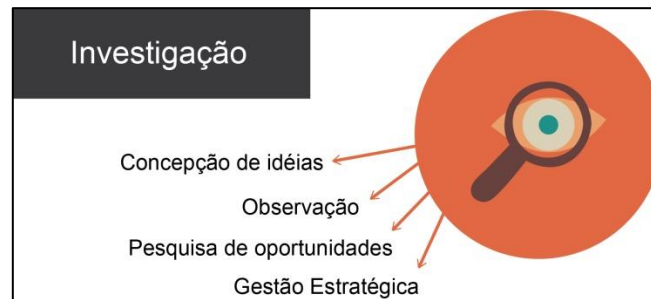 Investigação
Concepção de idéias
Observação
Pesquisa de oportunidades
Gestão Estratégica